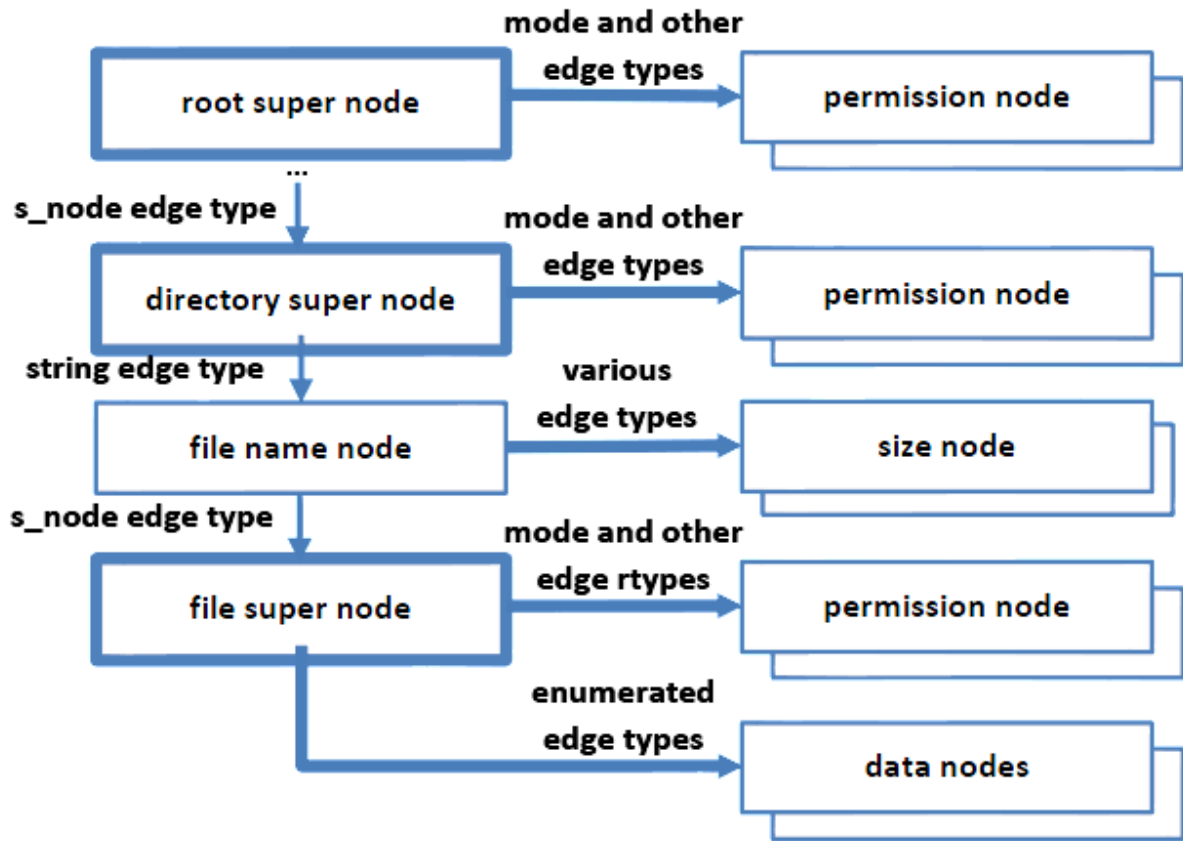 mode and other
edge types
root super node
permission node
...
s_node edge type
mode and other
edge types
directory super node
permission node
string edge type
various
edge types
file name node
size node
s_node edge type
mode and other
edge rtypes
file super node
permission node
enumerated
edge types
data nodes